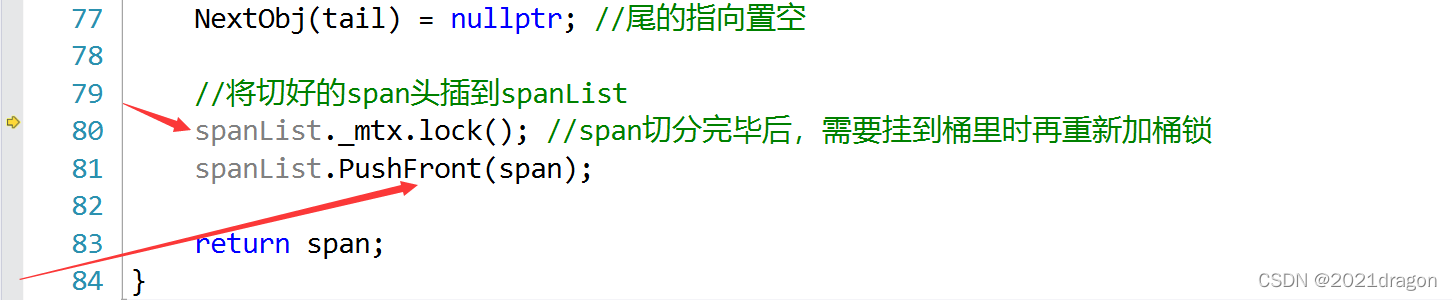 77 NextObj(tail) = nullptr; //尾的指向置空
78
79 //将切好的span头插到spanList
80 spanList._mtx.lock(); //span切分完毕后，需要挂到桶里时再重新加桶锁
81 spanList.PushFront(span);
82
83 return span;
84 }
CSDN @2021dragon